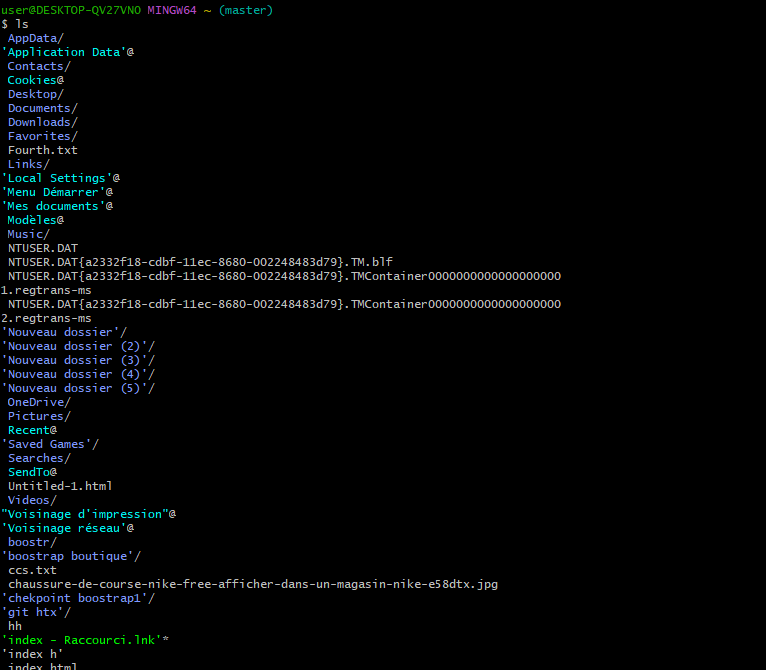 user@DESKTOP-QV27VNO MINGW64 ~ (master)
$ ls
AppData/
'Application Data'@
Contacts/
Cookies@
Desktop/
Documents/
Downloads/
Favorites/
Fourth.txt
Links/
'Local Settings'@
'Menu Démarrer'@
'Mes documents'@
Modèles@
Music/
NTUSER.DAT
NTUSER.DAT{a2332f18-cdbf-11ec-8680-002248483d79}.TM.blf
NTUSER.DAT{a2332f18-cdbf-11ec-8680-002248483d79}.TMContainer0000000000000000000
1.regtrans-ms
NTUSER.DAT{a2332f18-cdbf-11ec-8680-002248483d79}.TMContainer0000000000000000000
2.regtrans-ms
'Nouveau dossier'/
'Nouveau dossier (2)'/
'Nouveau dossier (3)'/
'Nouveau dossier (4)'/
'Nouveau dossier (5)'/
OneDrive/
Pictures/
Recent@
'Saved Games'/
Searches/
SendTo@
Untitled-1.html
Videos/
"Voisinage d'impression"@
'Voisinage réseau'@
boostr/
'boostrap boutique'/
ccs.txt
chaussure-de-course-nike-free-afficher-dans-un-magasin-nike-e58dtx.jpg
'chekpoint boostrap1'/
'git htx'/
hh
'index - Raccourci.lnk'*
'index h'
index.html